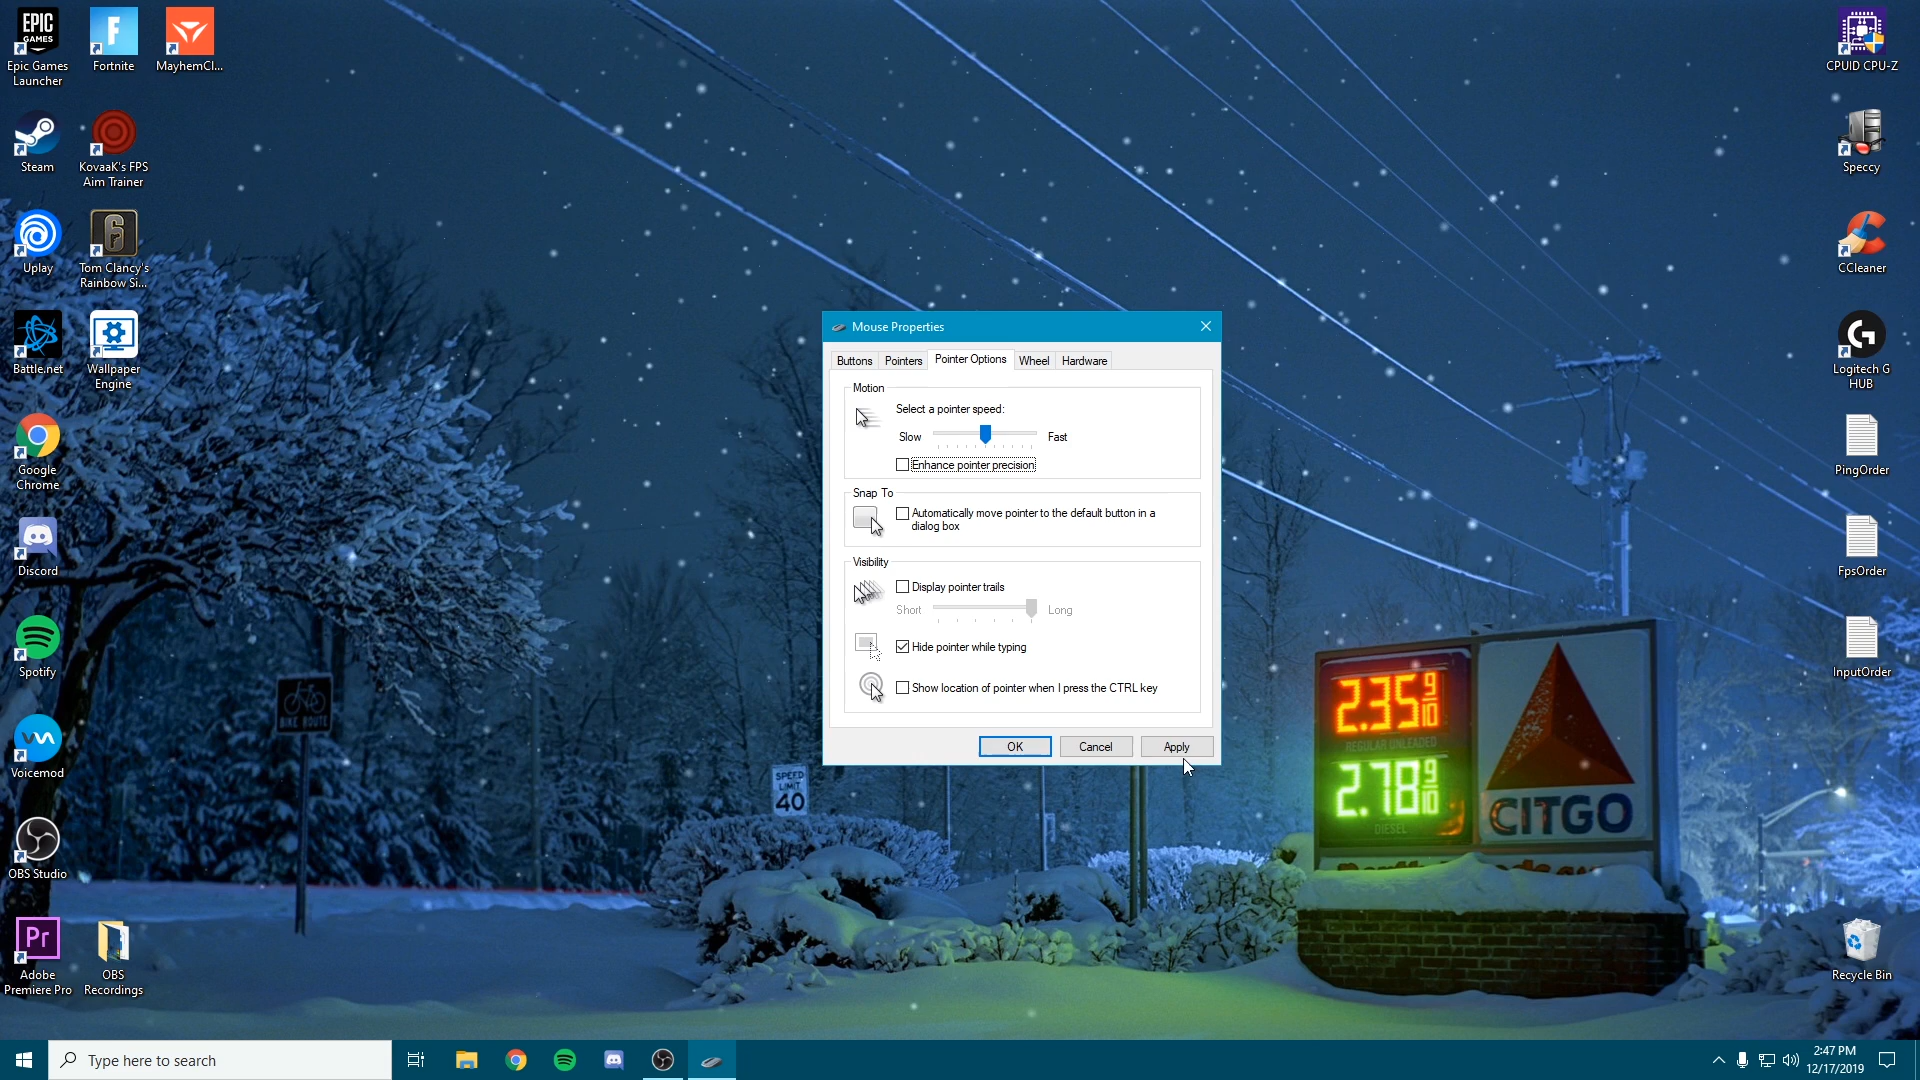 EPIC
GAMES
Epic Games
Launcher
Fortnite
MayhemCl...
Steam
KovaaK's FPS
Aim Trainer
Uplay
Tom Clancy's
Rainbow Si...
Battle.net
Wallpaper
Engine
Google
Chrome
Discord
Spotify
Voicemod
OBS Studio
Pr
Adobe
Premiere Pro
OBS
Recordings
Mouse Properties
Buttons
Pointers
Pointer Options
Wheel
Hardware
Motion
Select a pointer speed:
Slow
Fast
Enhance pointer precision
Snap To
Automatically move pointer to the default button in a
dialog box
Visibility
Display pointer trails
Short
Long
Hide pointer while typing
Show location of pointer when I press the CTRL key
OK
Cancel
Apply
BIKE ROUTE
SPEED
LIMIT
40
2.35 9/10
REGULAR UNLEADED
2.78 9/10
DIESEL
CITGO
CPUID CPU-Z
Speccy
CCleaner
Logitech G
HUB
PingOrder
FpsOrder
InputOrder
Recycle Bin
Type here to search
2:47 PM
12/17/2019